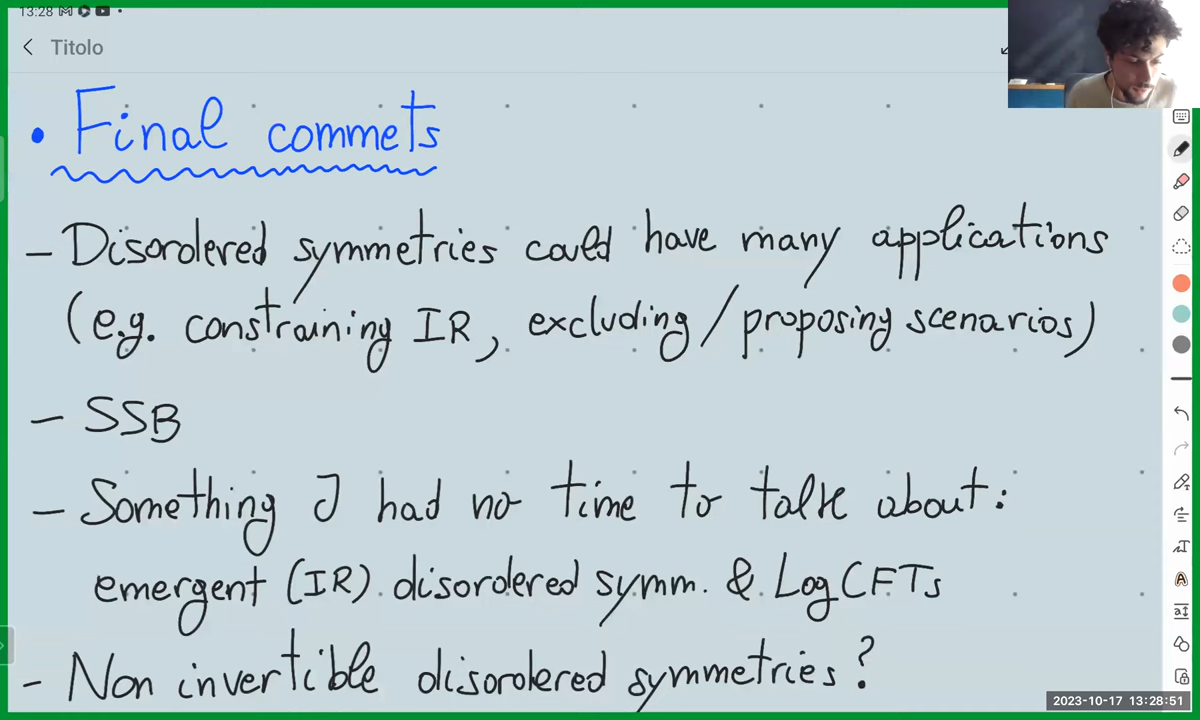 13:28
Titolo
• Final commets
- Disordered symmetries could have many applications
(e.g. constraining IR, excluding/proposing scenarios)
- SSB
- Something I had no time to talk about:
emergent (IR) disordered symm. & LogCFTs
- Non invertible disordered symmetries?
2023-10-17 13:28:51